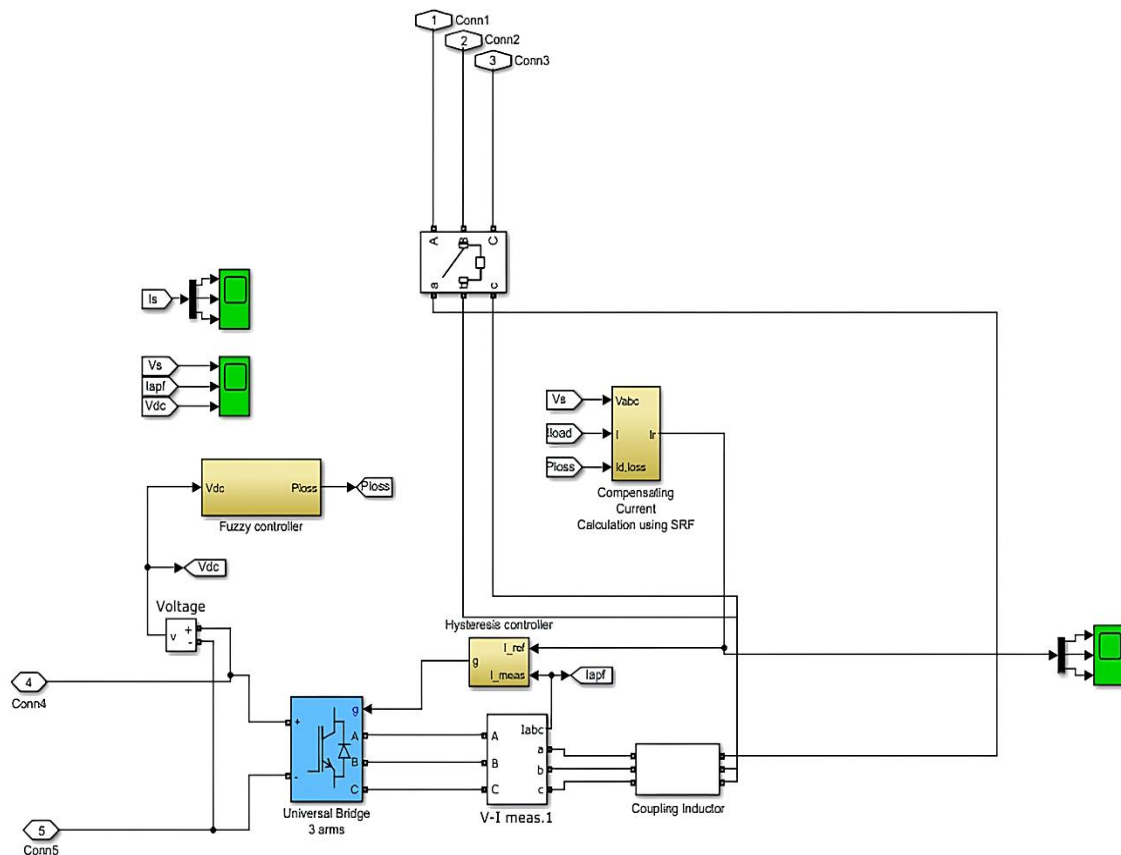 1
Conn1
2
Conn2
3
Conn3
A
B
C
a
c
Is
Vs
Iapf
Vdc
Vs
Iload
Ploss
Vabc
I
Id,loss
Ir
Compensating
Current
Calculation using SRF
Vdc
Ploss
Fuzzy controller
Ploss
Vdc
Voltage
v
+
-
Hysteresis controller
g
I_ref
I_meas
Iapf
4
Conn4
5
Conn5
+
-
g
A
B
C
Universal Bridge
3 arms
A
B
C
Iabc
a
b
c
V-I meas.1
Coupling Inductor